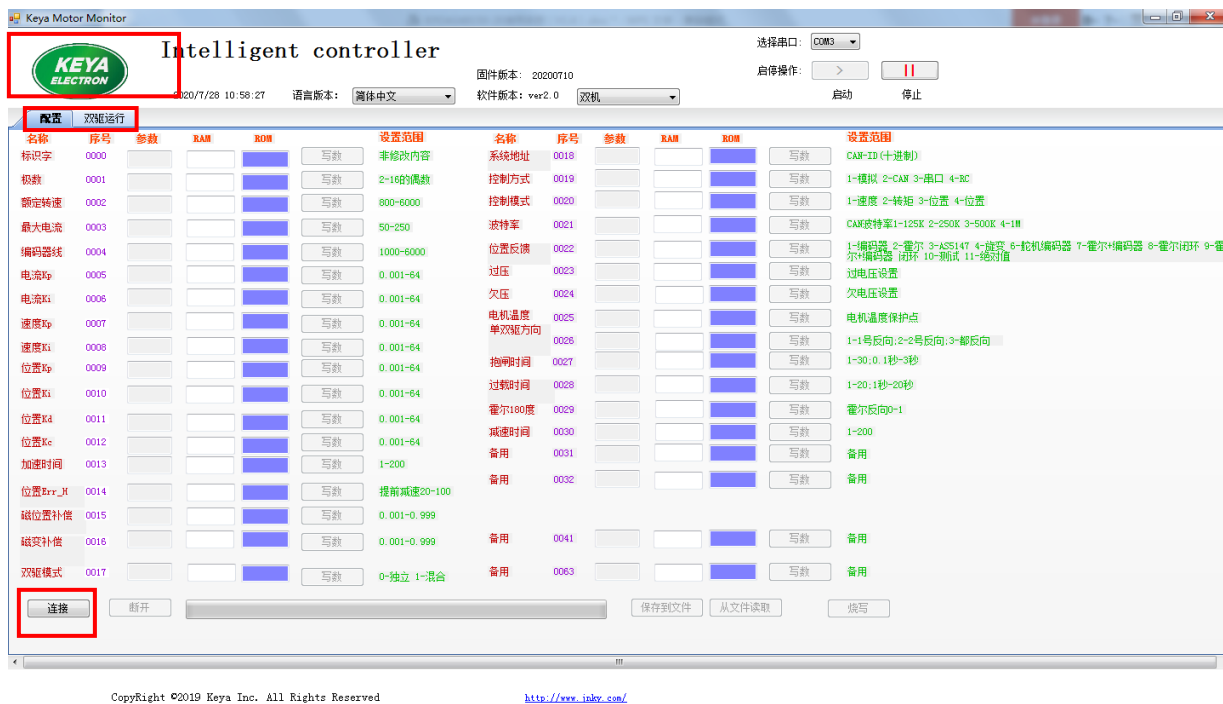 Keya Motor Monitor
KEYA
ELECTRON
Intelligent controller
选择串口: COM3
固件版本: 20200710
启停操作: >
2020/7/28 10:58:27 语言版本: 简体中文 软件版本: ver2.0 双机 启动 停止
配置 双驱运行
名称 序号 参数 RAM ROM 设置范围 名称 序号 参数 RAM ROM 设置范围
标识字 0000 写数 非修改内容 系统地址 0018 写数 CAN-ID(十进制)
极数 0001 写数 2-16的偶数 控制方式 0019 写数 1-模拟 2-CAN 3-串口 4-RC
额定转速 0002 写数 800-6000 控制模式 0020 写数 1-速度 2-转矩 3-位置 4-位置
最大电流 0003 写数 50-250 波特率 0021 写数 CAN波特率1-125K 2-250K 3-500K 4-1M
编码器线 0004 写数 1000-6000 位置反馈 0022 写数 1-编码器 2-霍尔 3-AS5147 4-旋变 6-舵机编码器 7-霍尔+编码器 8-霍尔闭环 9-霍
尔+编码器 闭环 10-测试 11-绝对值
电流Kp 0005 写数 0.001-64 过压 0023 写数 过电压设置
电流Ki 0006 写数 0.001-64 欠压 0024 写数 欠电压设置
速度Kp 0007 写数 0.001-64 电机温度 0025 写数 电机温度保护点
速度Ki 0008 写数 0.001-64 单双驱方向 0026 写数 1-1号反向;2-2号反向;3-都反向
位置Kp 0009 写数 0.001-64 抱闸时间 0027 写数 1-30;0.1秒-3秒
位置Ki 0010 写数 0.001-64 过载时间 0028 写数 1-20;1秒-20秒
位置Kd 0011 写数 0.001-64 霍尔180度 0029 写数 霍尔反向0-1
位置Kc 0012 写数 0.001-64 减速时间 0030 写数 1-200
加速时间 0013 写数 1-200 备用 0031 写数 备用
位置Err_H 0014 写数 提前减速20-100 备用 0032 写数 备用
磁位置补偿 0015 写数 0.001-0.999
磁变补偿 0016 写数 0.001-0.999 备用 0041 写数 备用
双驱模式 0017 写数 0-独立 1-混合 备用 0063 写数 备用
连接 断开 保存到文件 从文件读取 烧写
CopyRight ©2019 Keya Inc. All Rights Reserved http://www.jnky.com/